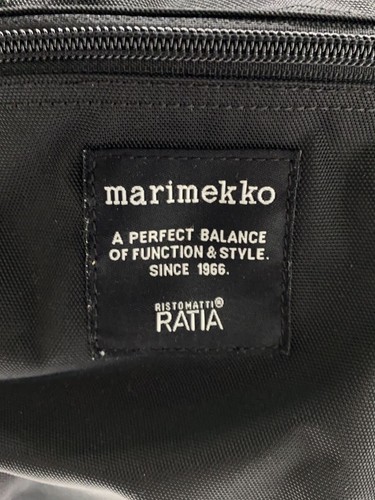 marimekko
A PERFECT BALANCE
OF FUNCTION & STYLE.
SINCE 1966.
RISTOMATTI®
RATIA